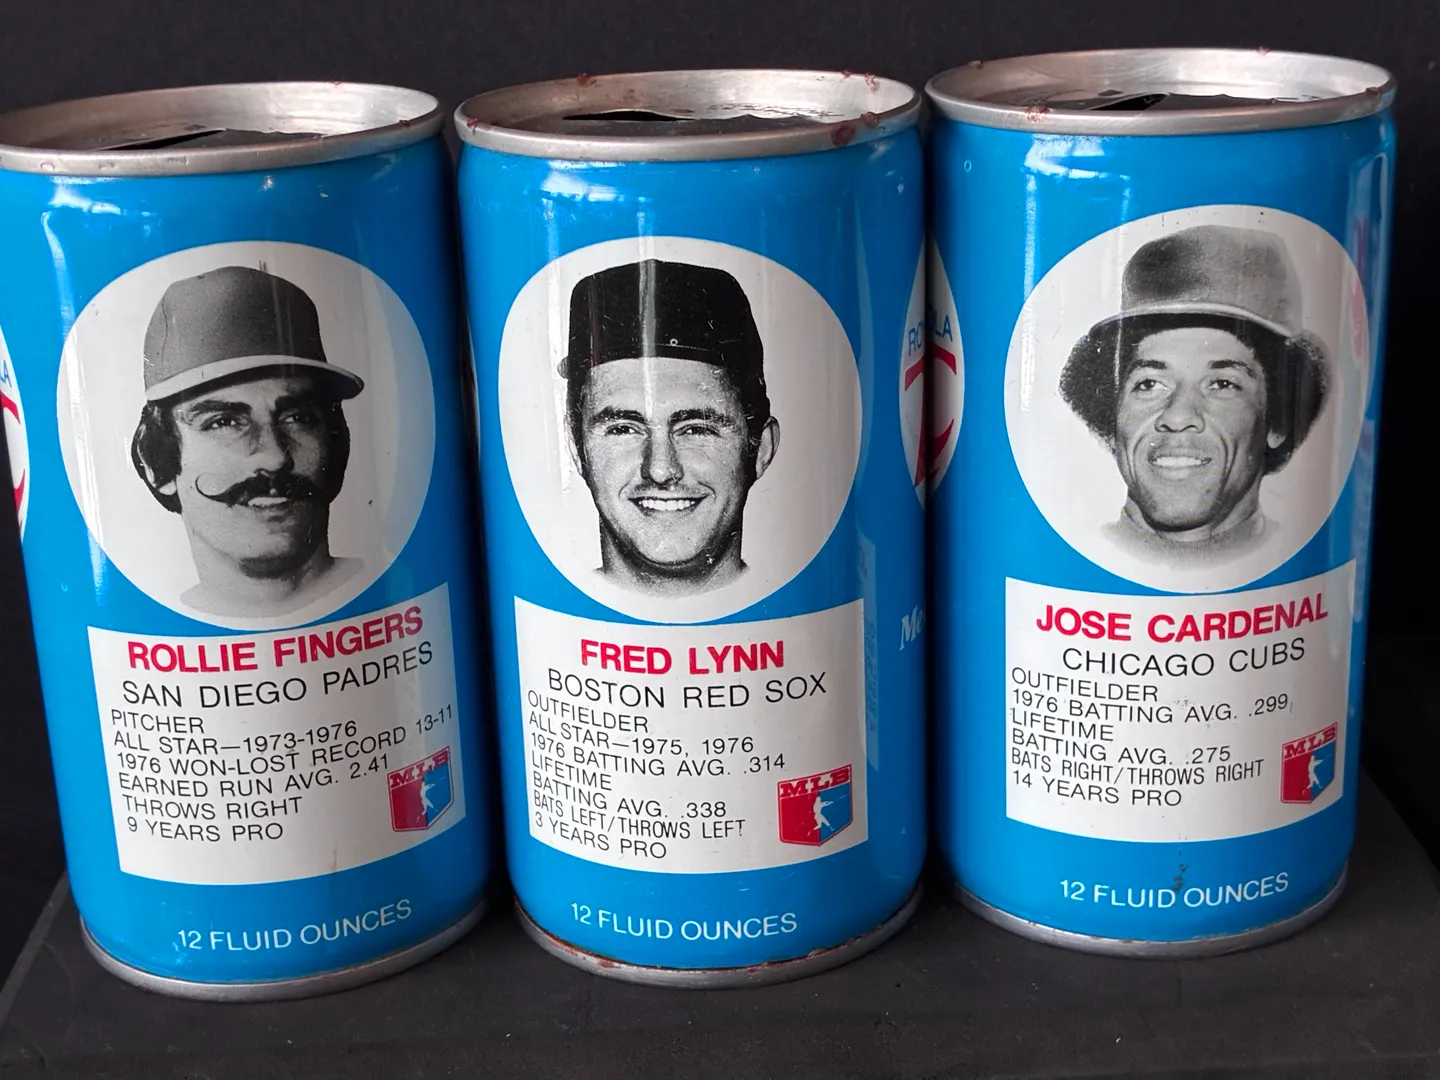 ROLLIE FINGERS
SAN DIEGO PADRES
PITCHER
ALL STAR—1973-1976
1976 WON-LOST RECORD 13-11
EARNED RUN AVG. 2.41
THROWS RIGHT
9 YEARS PRO
MLB
12 FLUID OUNCES
FRED LYNN
BOSTON RED SOX
OUTFIELDER
ALL STAR—1975, 1976
1976 BATTING AVG. .314
LIFETIME
BATTING AVG. .338
BATS LEFT/THROWS LEFT
3 YEARS PRO
MLB
12 FLUID OUNCES
JOSE CARDENAL
CHICAGO CUBS
OUTFIELDER
1976 BATTING AVG. .299
LIFETIME
BATTING AVG. .275
BATS RIGHT/THROWS RIGHT
14 YEARS PRO
MLB
12 FLUID OUNCES